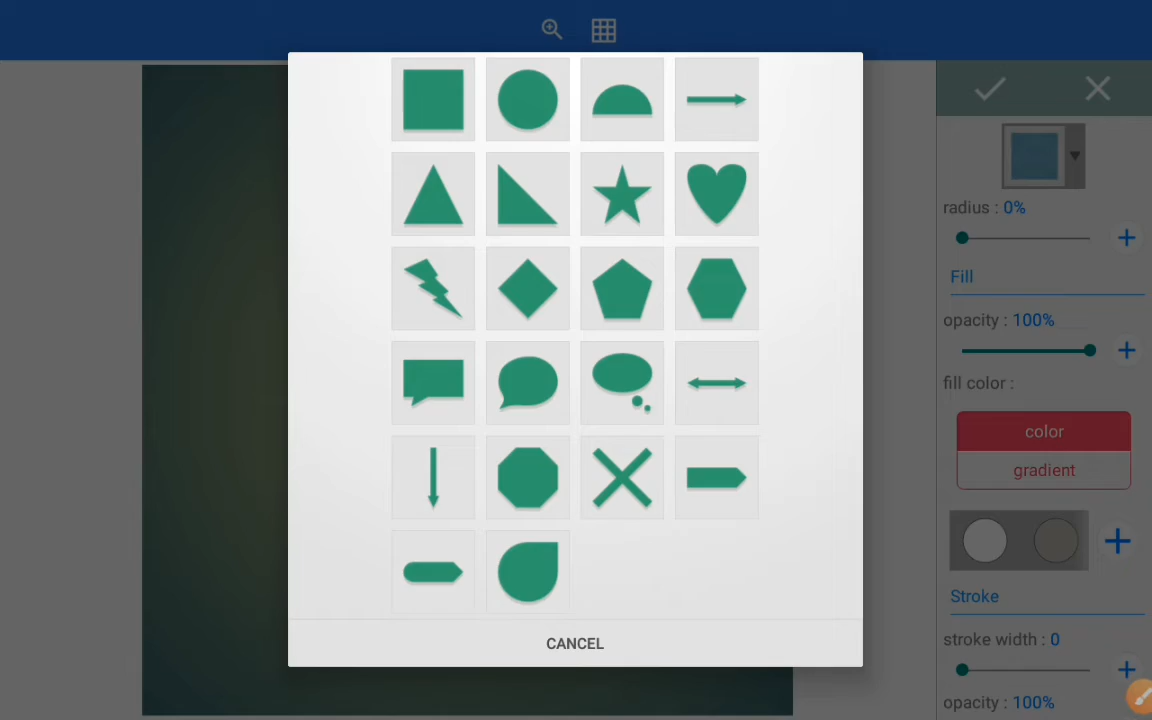 radius : 0%
Fill
opacity : 100%
fill color :
color
gradient
Stroke
stroke width : 0
opacity : 100%
CANCEL